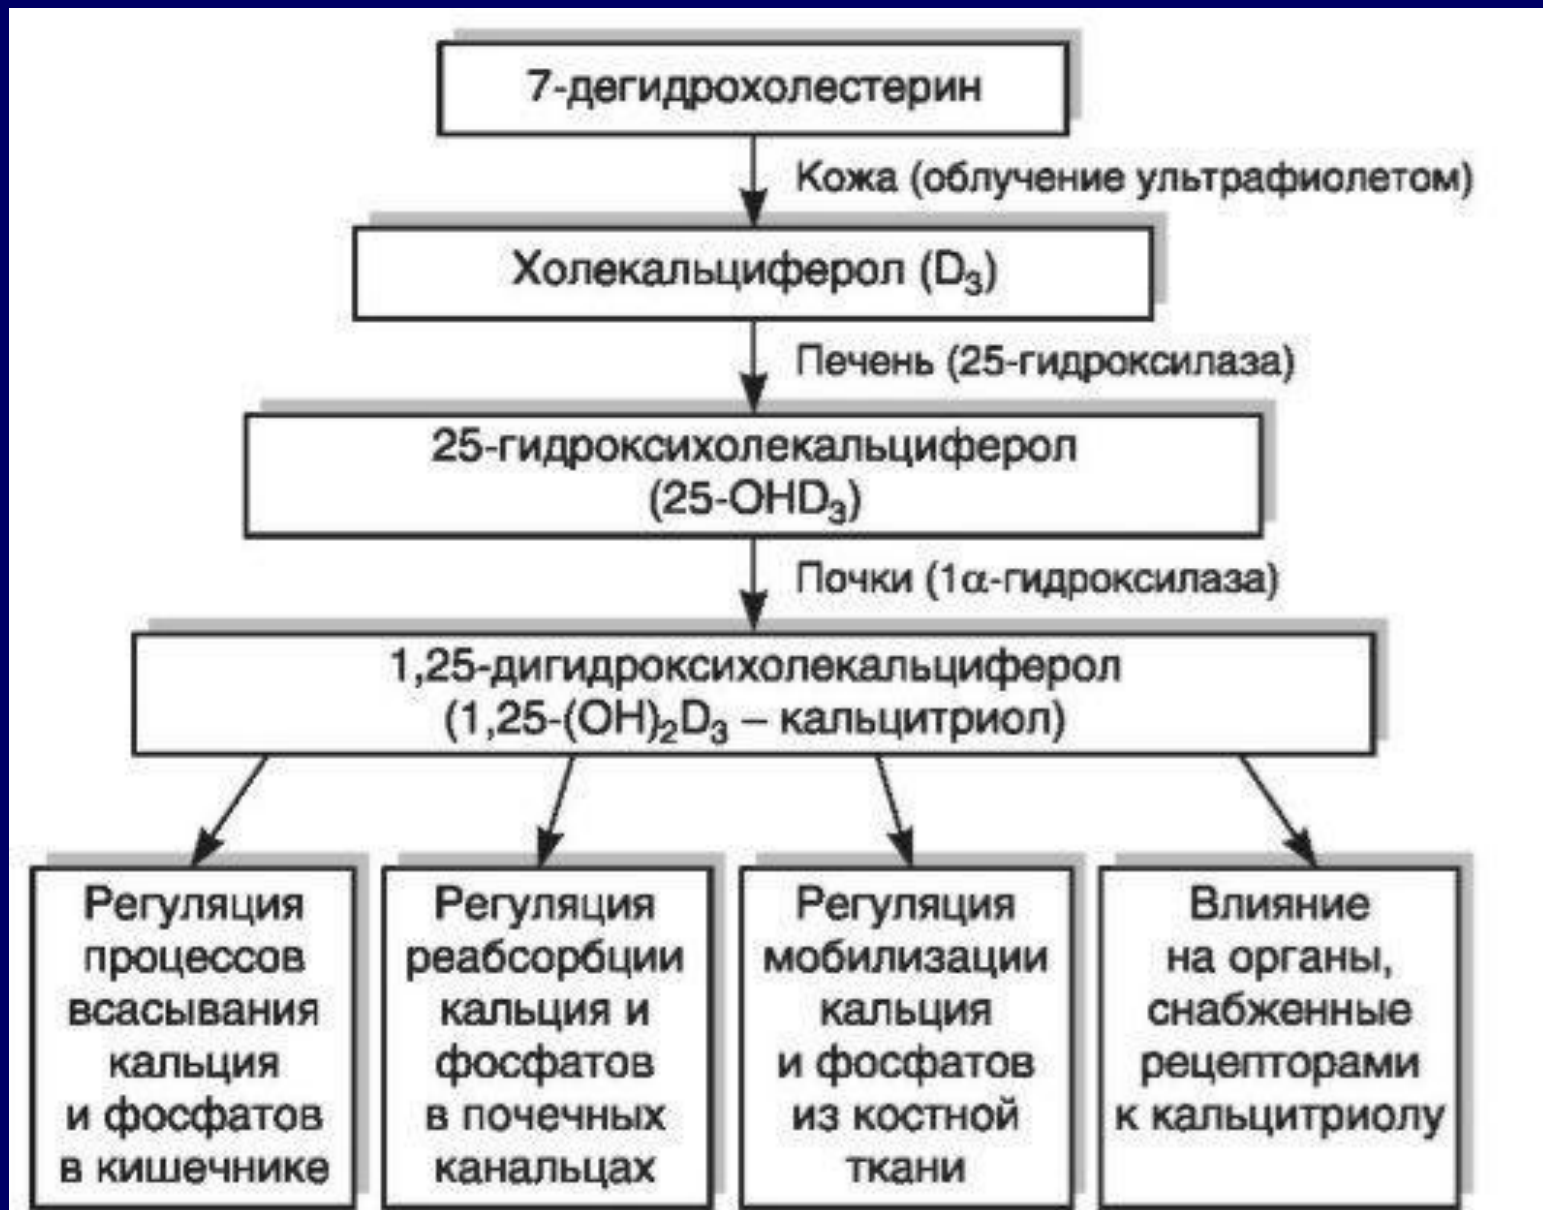 7-дегидрохолестерин
Кожа (облучение ультрафиолетом)
Холекальциферол (D₃)
Печень (25-гидроксилаза)
25-гидроксихолекальциферол
(25-OHD₃)
Почки (1α-гидроксилаза)
1,25-дигидроксихолекальциферол
(1,25-(OH)₂D₃ – кальцитриол)
Регуляция
процессов
всасывания
кальция
и фосфатов
в кишечнике
Регуляция
реабсорбции
кальция и
фосфатов
в почечных
канальцах
Регуляция
мобилизации
кальция
и фосфатов
из костной
ткани
Влияние
на органы,
снабженные
рецепторами
к кальцитриолу